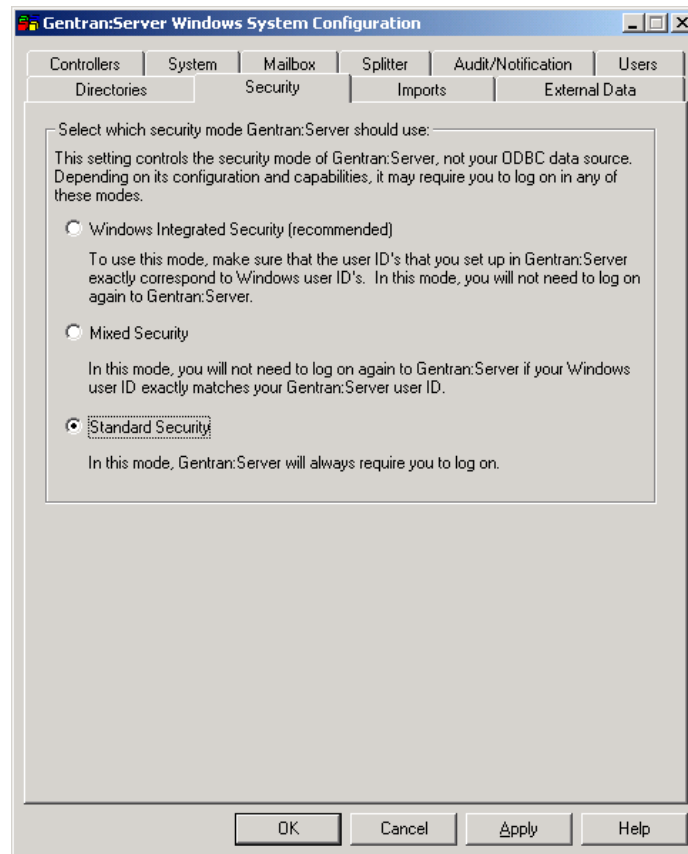 Gentran:Server Windows System Configuration
Controllers System Mailbox Splitter Audit/Notification Users
Directories Security Imports External Data
Select which security mode Gentran:Server should use:
This setting controls the security mode of Gentran:Server, not your ODBC data source.
Depending on its configuration and capabilities, it may require you to log on in any of
these modes.
Windows Integrated Security (recommended)
To use this mode, make sure that the user ID's that you set up in Gentran:Server
exactly correspond to Windows user ID's. In this mode, you will not need to log on
again to Gentran:Server.
Mixed Security
In this mode, you will not need to log on again to Gentran:Server if your Windows
user ID exactly matches your Gentran:Server user ID.
Standard Security
In this mode, Gentran:Server will always require you to log on.
OK Cancel Apply Help